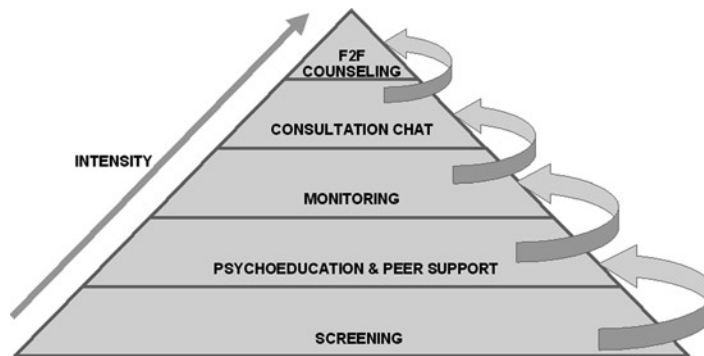 F2F
COUNSELING
CONSULTATION CHAT
INTENSITY
MONITORING
PSYCHOEDUCATION & PEER SUPPORT
SCREENING